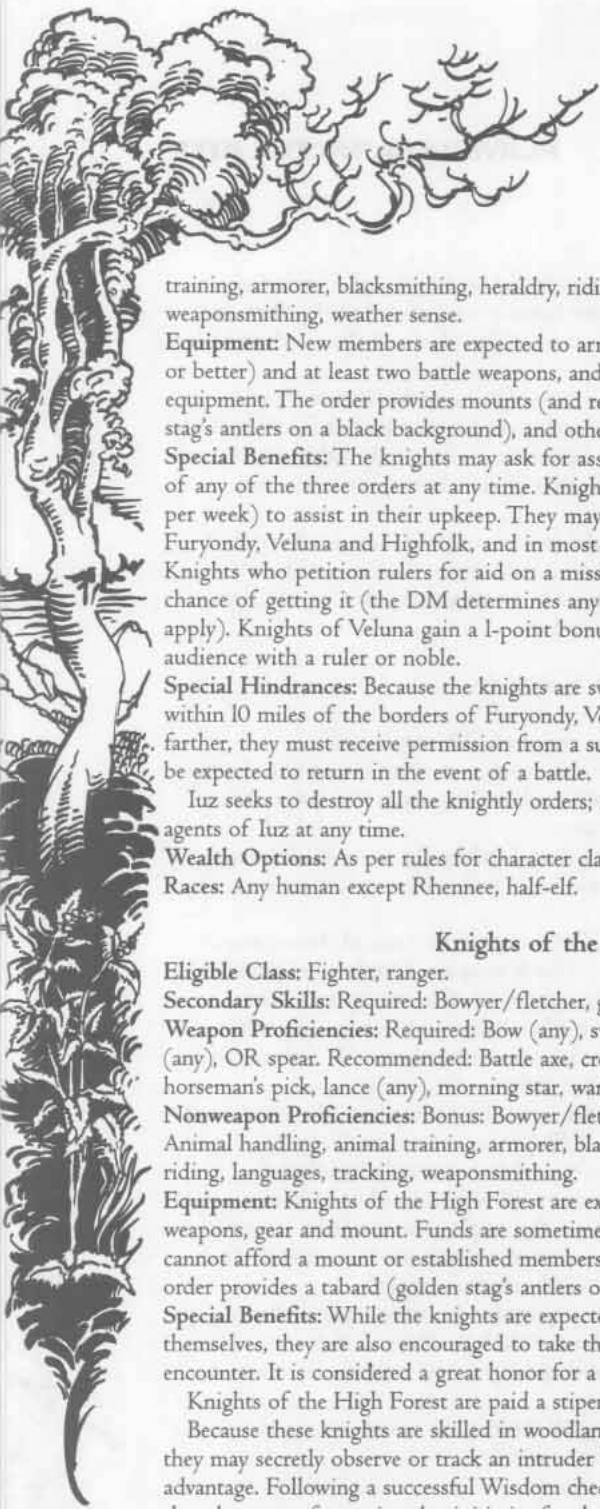 training, armorer, blacksmithing, heraldry, ridi
weaponsmithing, weather sense.
Equipment: New members are expected to arr
or better) and at least two battle weapons, and
equipment. The order provides mounts (and re
stag's antlers on a black background), and othe
Special Benefits: The knights may ask for ass
of any of the three orders at any time. Knigh
per week) to assist in their upkeep. They may
Furyondy, Veluna and Highfolk, and in most
Knights who petition rulers for aid on a miss
chance of getting it (the DM determines any
apply). Knights of Veluna gain a 1-point bonu
audience with a ruler or noble.
Special Hindrances: Because the knights are s
within 10 miles of the borders of Furyondy, Ve
farther, they must receive permission from a su
be expected to return in the event of a battle.
Iuz seeks to destroy all the knightly orders;
agents of Iuz at any time.
Wealth Options: As per rules for character cla
Races: Any human except Rhennee, half-elf.
Knights of the
Eligible Class: Fighter, ranger.
Secondary Skills: Required: Bowyer/fletcher, g
Weapon Proficiencies: Required: Bow (any), s
(any), OR spear. Recommended: Battle axe, cr
horseman's pick, lance (any), morning star, war
Nonweapon Proficiencies: Bonus: Bowyer/flet
Animal handling, animal training, armorer, bla
riding, languages, tracking, weaponsmithing.
Equipment: Knights of the High Forest are ex
weapons, gear and mount. Funds are sometime
cannot afford a mount or established members
order provides a tabard (golden stag's antlers o
Special Benefits: While the knights are expecte
themselves, they are also encouraged to take th
encounter. It is considered a great honor for a
Knights of the High Forest are paid a stiper
Because these knights are skilled in woodlan
they may secretly observe or track an intruder
advantage. Following a successful Wisdom chec